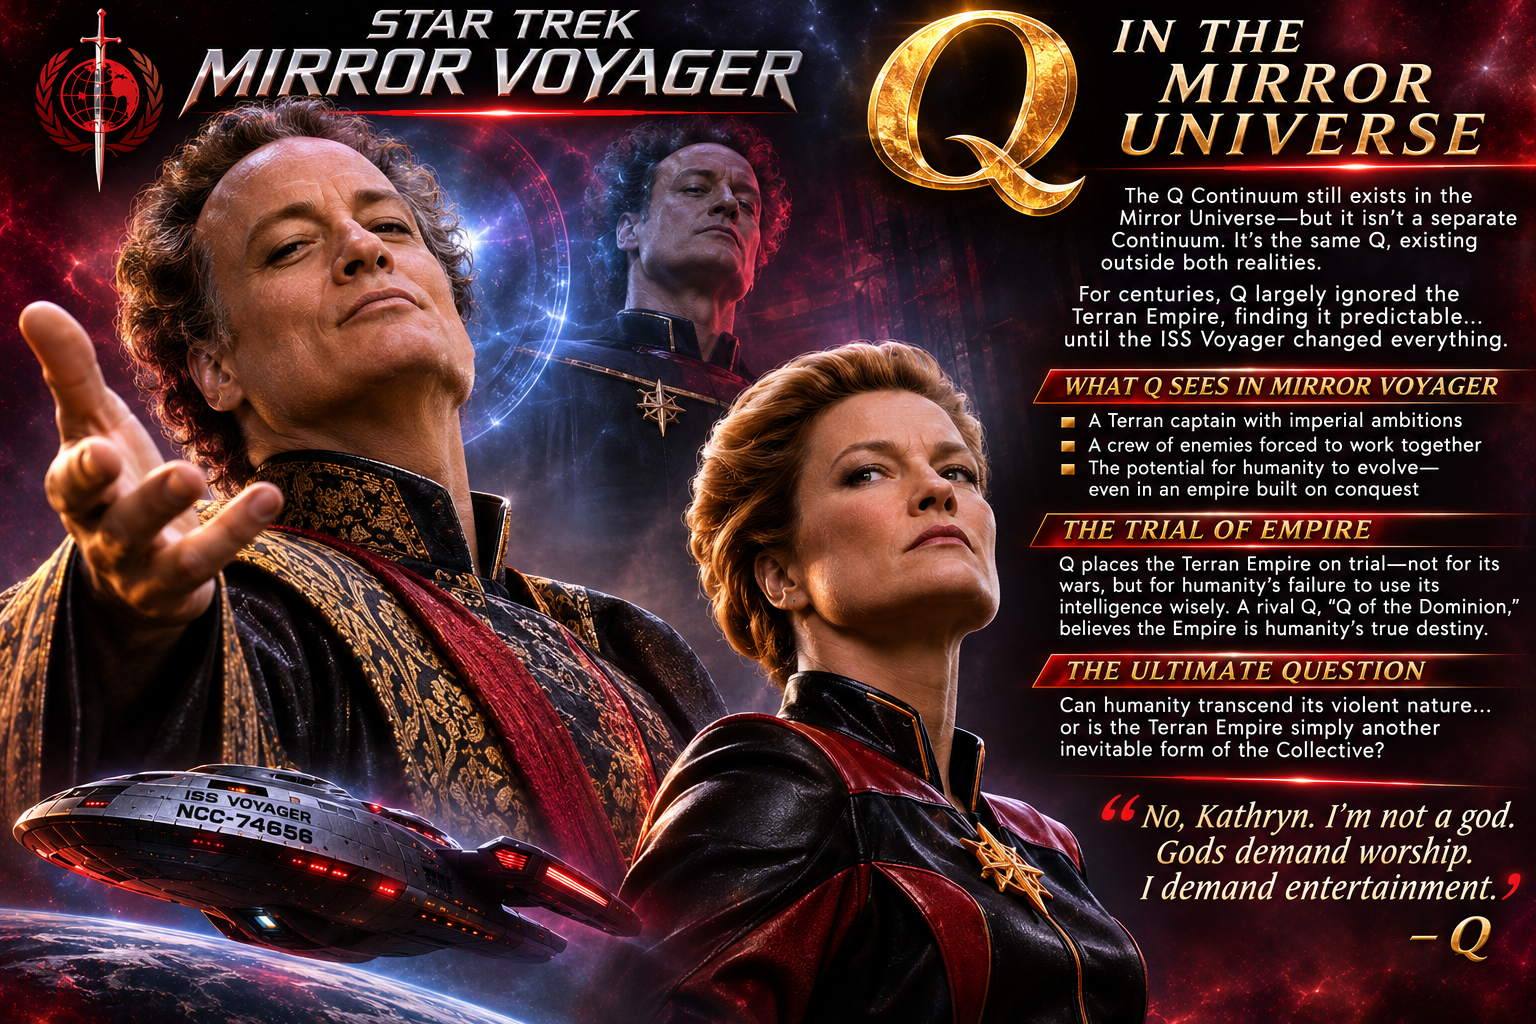 STAR TREK
MIRROR VOYAGER
Q
IN THE
MIRROR
UNIVERSE
The Q Continuum still exists in the
Mirror Universe—but it isn't a separate
Continuum. It's the same Q, existing
outside both realities.
For centuries, Q largely ignored the
Terran Empire, finding it predictable...
until the ISS Voyager changed everything.
WHAT Q SEES IN MIRROR VOYAGER
A Terran captain with imperial ambitions
A crew of enemies forced to work together
The potential for humanity to evolve—
even in an empire built on conquest
THE TRIAL OF EMPIRE
Q places the Terran Empire on trial—not for its
wars, but for humanity's failure to use its
intelligence wisely. A rival Q, “Q of the Dominion,”
believes the Empire is humanity's true destiny.
THE ULTIMATE QUESTION
Can humanity transcend its violent nature...
or is the Terran Empire simply another
inevitable form of the Collective?
“No, Kathryn. I'm not a god.
Gods demand worship.
I demand entertainment.’
– Q
ISS VOYAGER
NCC-74656